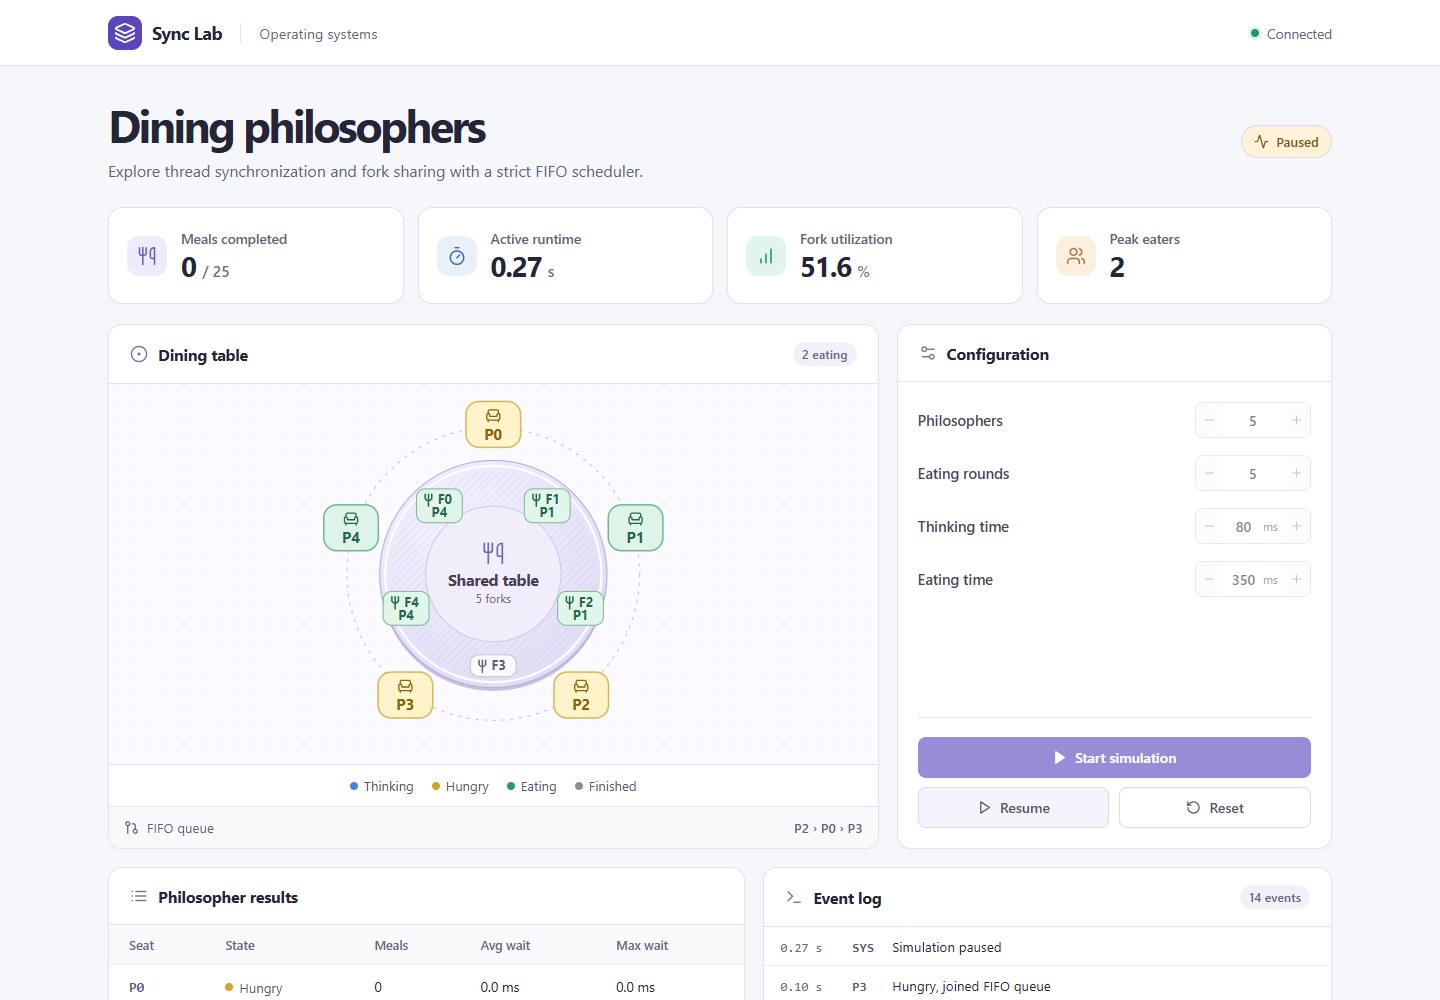 Sync Lab
Operating systems
Connected
Dining philosophers
Explore thread synchronization and fork sharing with a strict FIFO scheduler.
Paused
Meals completed
0 / 25
Active runtime
0.27 s
Fork utilization
51.6 %
Peak eaters
2
Dining table
2 eating
P0
F0
P4
F1
P1
P4
P1
Shared table
5 forks
F4
P4
F2
P1
F3
P3
P2
Thinking
Hungry
Eating
Finished
FIFO queue
P2 › P0 › P3
Configuration
Philosophers
− 5 +
Eating rounds
− 5 +
Thinking time
− 80 ms +
Eating time
− 350 ms +
Start simulation
Resume
Reset
Philosopher results
Seat State Meals Avg wait Max wait
P0 Hungry 0 0.0 ms 0.0 ms
Event log
14 events
0.27 s SYS Simulation paused
0.10 s P3 Hungry, joined FIFO queue